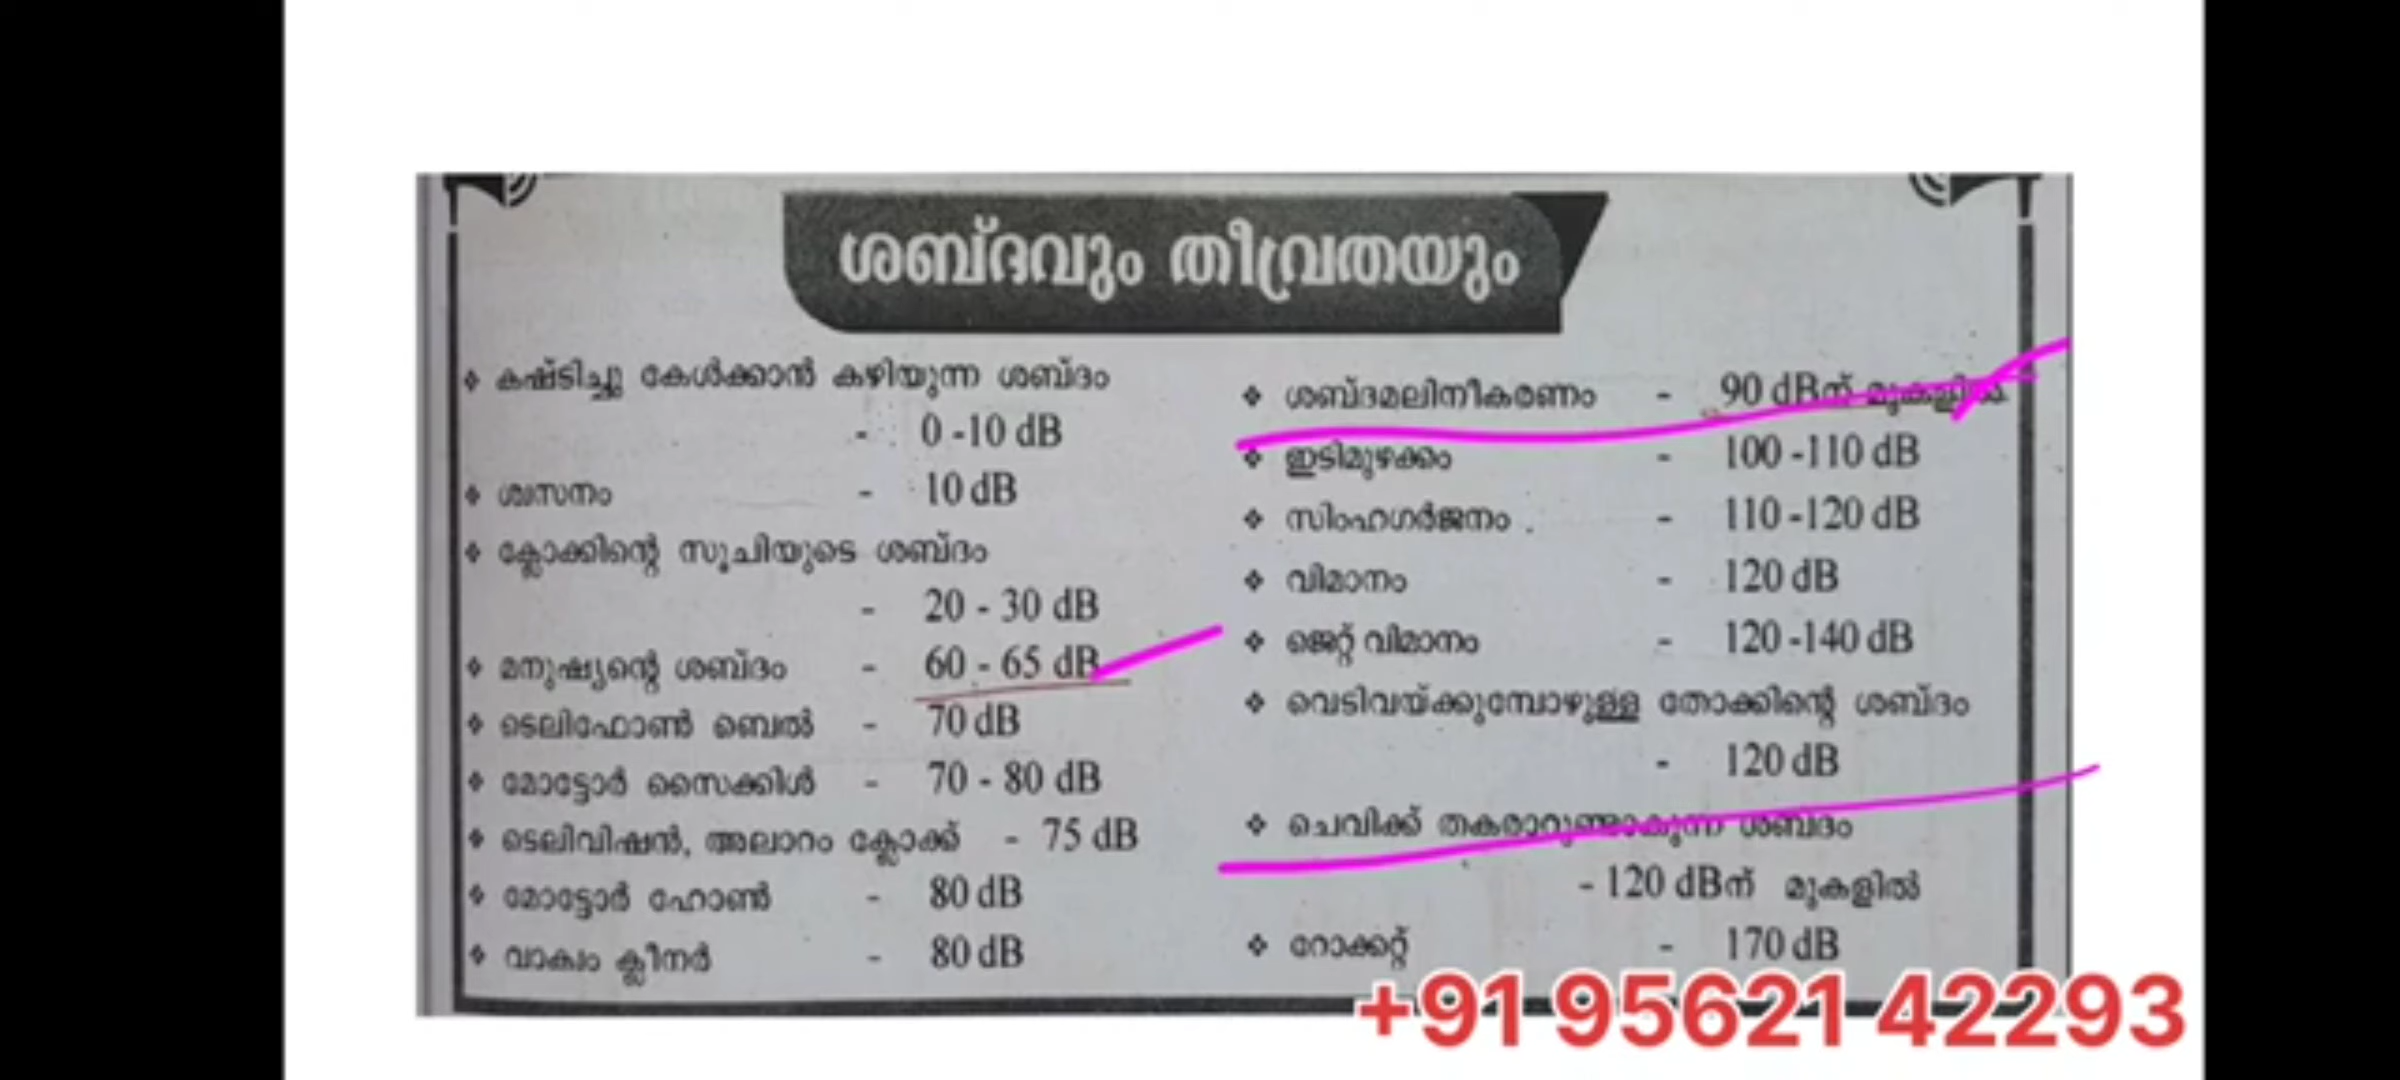 ശബ്ദവും തീവ്രതയും
❖ കഷ്ടിച്ചു കേൾക്കാൻ കഴിയുന്ന ശബ്ദം
- 0 -10 dB
❖ ശ്വസനം - 10 dB
❖ ക്ലോക്കിന്റെ സൂചിയുടെ ശബ്ദം
- 20 - 30 dB
❖ മനുഷ്യന്റെ ശബ്ദം - 60 - 65 dB
❖ ടെലിഫോൺ ബെൽ - 70 dB
❖ മോട്ടോർ സൈക്കിൾ - 70 - 80 dB
❖ ടെലിവിഷൻ, അലാറം ക്ലോക്ക് - 75 dB
❖ മോട്ടോർ ഹോൺ - 80 dB
❖ വാക്വം ക്ലീനർ - 80 dB
❖ ശബ്ദമലിനീകരണം - 90 dBന് മുകളിൽ
❖ ഇടിമുഴക്കം - 100 -110 dB
❖ സിംഹഗർജനം - 110 -120 dB
❖ വിമാനം - 120 dB
❖ ജെറ്റ് വിമാനം - 120 -140 dB
❖ വെടിവയ്ക്കുമ്പോഴുള്ള തോക്കിന്റെ ശബ്ദം
- 120 dB
❖ ചെവിക്ക് തകരാറുണ്ടാകുന്ന ശബ്ദം
- 120 dBന് മുകളിൽ
❖ റോക്കറ്റ് - 170 dB
+91 95621 42293